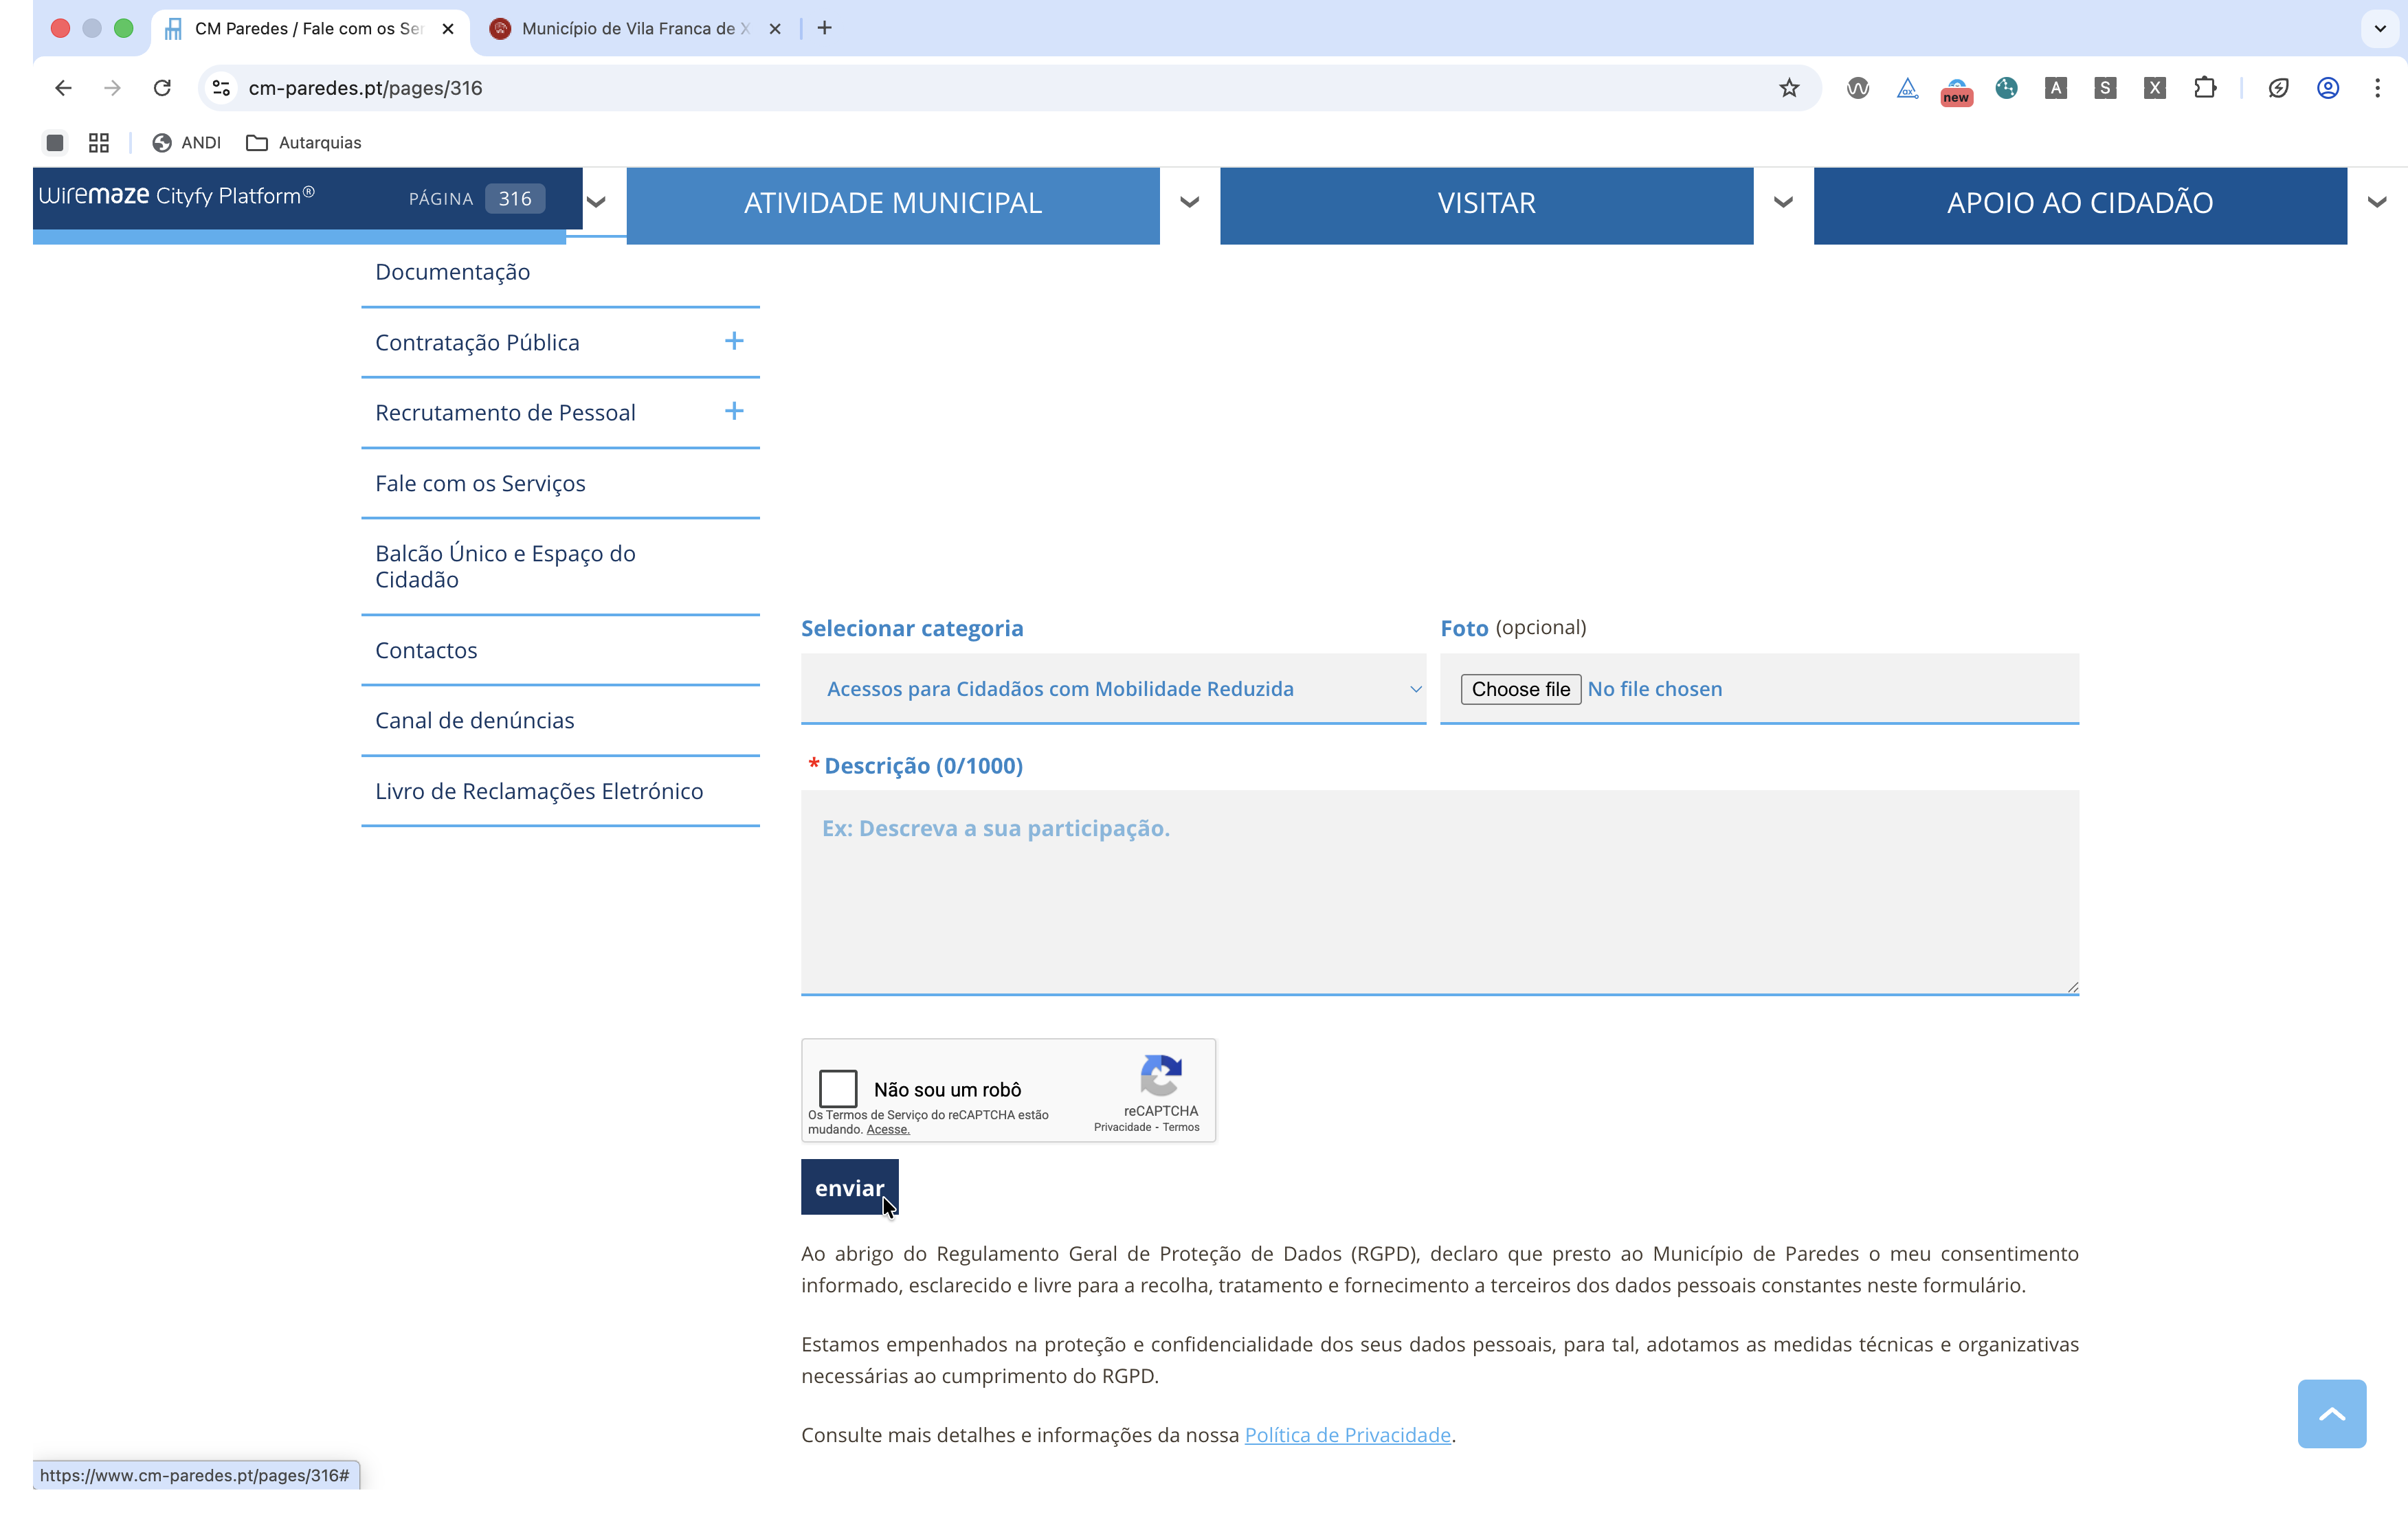 CM Paredes / Fale com os Ser
Município de Vila Franca de X
cm-paredes.pt/pages/316
new
A
S
X
ANDI
Autarquias
wiremaze Cityfy Platform®
PÁGINA 316
ATIVIDADE MUNICIPAL
VISITAR
APOIO AO CIDADÃO
Documentação
Contratação Pública +
Recrutamento de Pessoal +
Fale com os Serviços
Balcão Único e Espaço do
Cidadão
Contactos
Canal de denúncias
Livro de Reclamações Eletrónico
Selecionar categoria
Acessos para Cidadãos com Mobilidade Reduzida
Foto (opcional)
Choose file No file chosen
* Descrição (0/1000)
Ex: Descreva a sua participação.
Não sou um robô
Os Termos de Serviço do reCAPTCHA estão
mudando. Acesse.
reCAPTCHA
Privacidade - Termos
enviar
Ao abrigo do Regulamento Geral de Proteção de Dados (RGPD), declaro que presto ao Município de Paredes o meu consentimento
informado, esclarecido e livre para a recolha, tratamento e fornecimento a terceiros dos dados pessoais constantes neste formulário.
Estamos empenhados na proteção e confidencialidade dos seus dados pessoais, para tal, adotamos as medidas técnicas e organizativas
necessárias ao cumprimento do RGPD.
Consulte mais detalhes e informações da nossa Política de Privacidade.
https://www.cm-paredes.pt/pages/316#